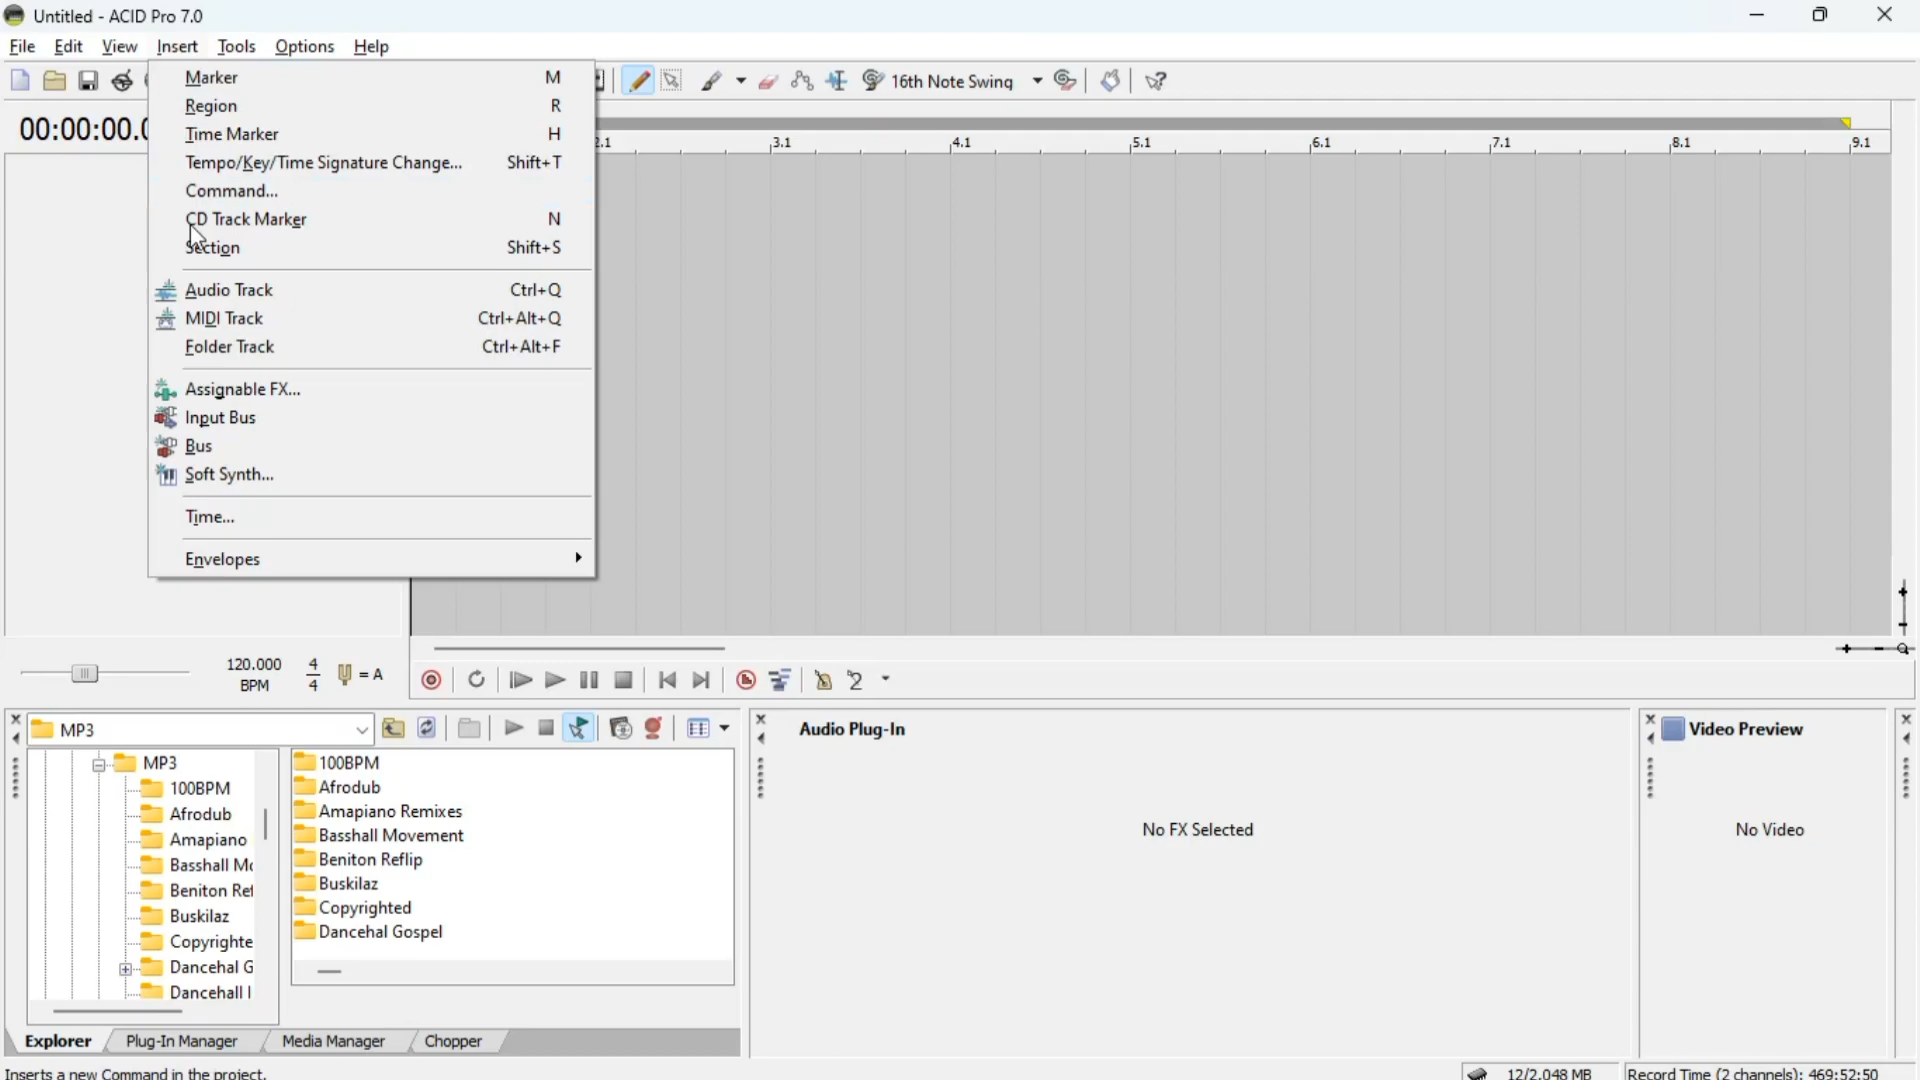 Untitled - ACID Pro 7.0
File Edit View Insert Tools Options Help
16th Note Swing
00:00:00.0
Marker M
Region R
Time Marker H
Tempo/Key/Time Signature Change... Shift+T
Command...
CD Track Marker N
Section Shift+S
Audio Track Ctrl+Q
MIDI Track Ctrl+Alt+Q
Folder Track Ctrl+Alt+F
Assignable FX...
Input Bus
Bus
Soft Synth...
Time...
Envelopes
2.1 3.1 4.1 5.1 6.1 7.1 8.1 9.1
120.000
BPM
4
4
= A
2
MP3
MP3
100BPM
Afrodub
Amapiano
Basshall Mo
Beniton Ref
Buskilaz
Copyrighte
Dancehal G
Dancehall I
100BPM
Afrodub
Amapiano Remixes
Basshall Movement
Beniton Reflip
Buskilaz
Copyrighted
Dancehal Gospel
Explorer Plug-In Manager Media Manager Chopper
Audio Plug-In
No FX Selected
Video Preview
No Video
Inserts a new Command in the project.
12/2,048 MB
Record Time (2 channels): 469:52:50